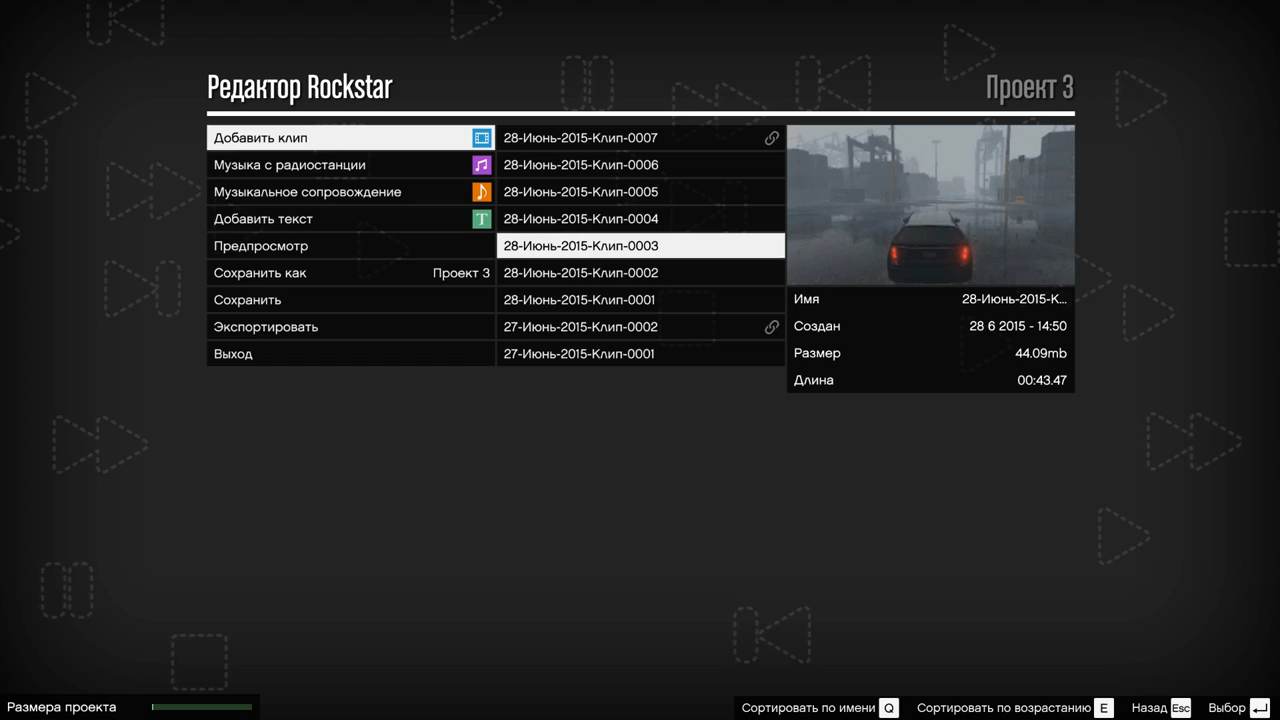 Редактор Rockstar
Проект 3
Добавить клип
Музыка с радиостанции
Музыкальное сопровождение
Добавить текст
T
Предпросмотр
Сохранить как Проект 3
Сохранить
Экспортировать
Выход
28-Июнь-2015-Клип-0007
28-Июнь-2015-Клип-0006
28-Июнь-2015-Клип-0005
28-Июнь-2015-Клип-0004
28-Июнь-2015-Клип-0003
28-Июнь-2015-Клип-0002
28-Июнь-2015-Клип-0001
27-Июнь-2015-Клип-0002
27-Июнь-2015-Клип-0001
Имя 28-Июнь-2015-К...
Создан 28 6 2015 - 14:50
Размер 44.09mb
Длина 00:43.47
Размера проекта
Сортировать по имени Q Сортировать по возрастанию E Назад Esc Выбор